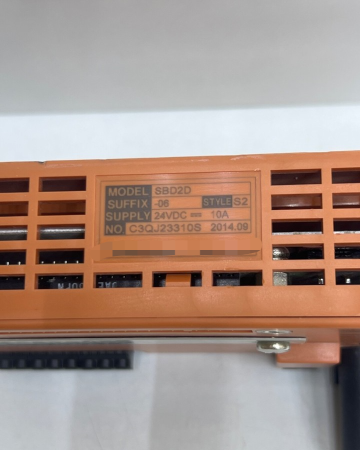 MODEL SBD2D
SUFFIX -06 STYLE S2
SUPPLY 24VDC ⎓ 10A
NO. C3QJ23310S 2014.09